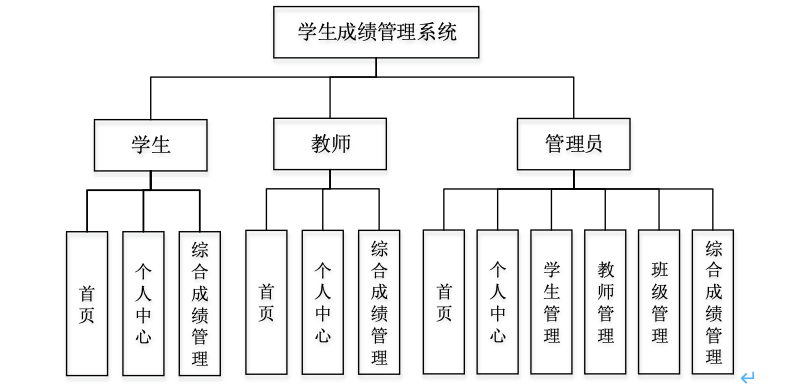 学生成绩管理系统
学生
教师
管理员
首页
个人中心
综合成绩管理
首页
个人中心
综合成绩管理
首页
个人中心
学生管理
教师管理
班级管理
综合成绩管理